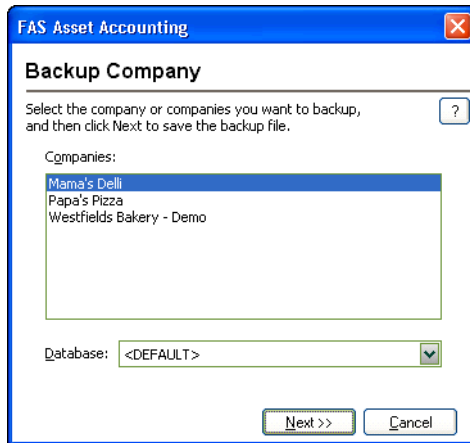 FAS Asset Accounting
Backup Company
Select the company or companies you want to backup,
and then click Next to save the backup file.
?
Companies:
Mama's Delli
Papa's Pizza
Westfields Bakery - Demo
Database: <DEFAULT>
Next >> Cancel